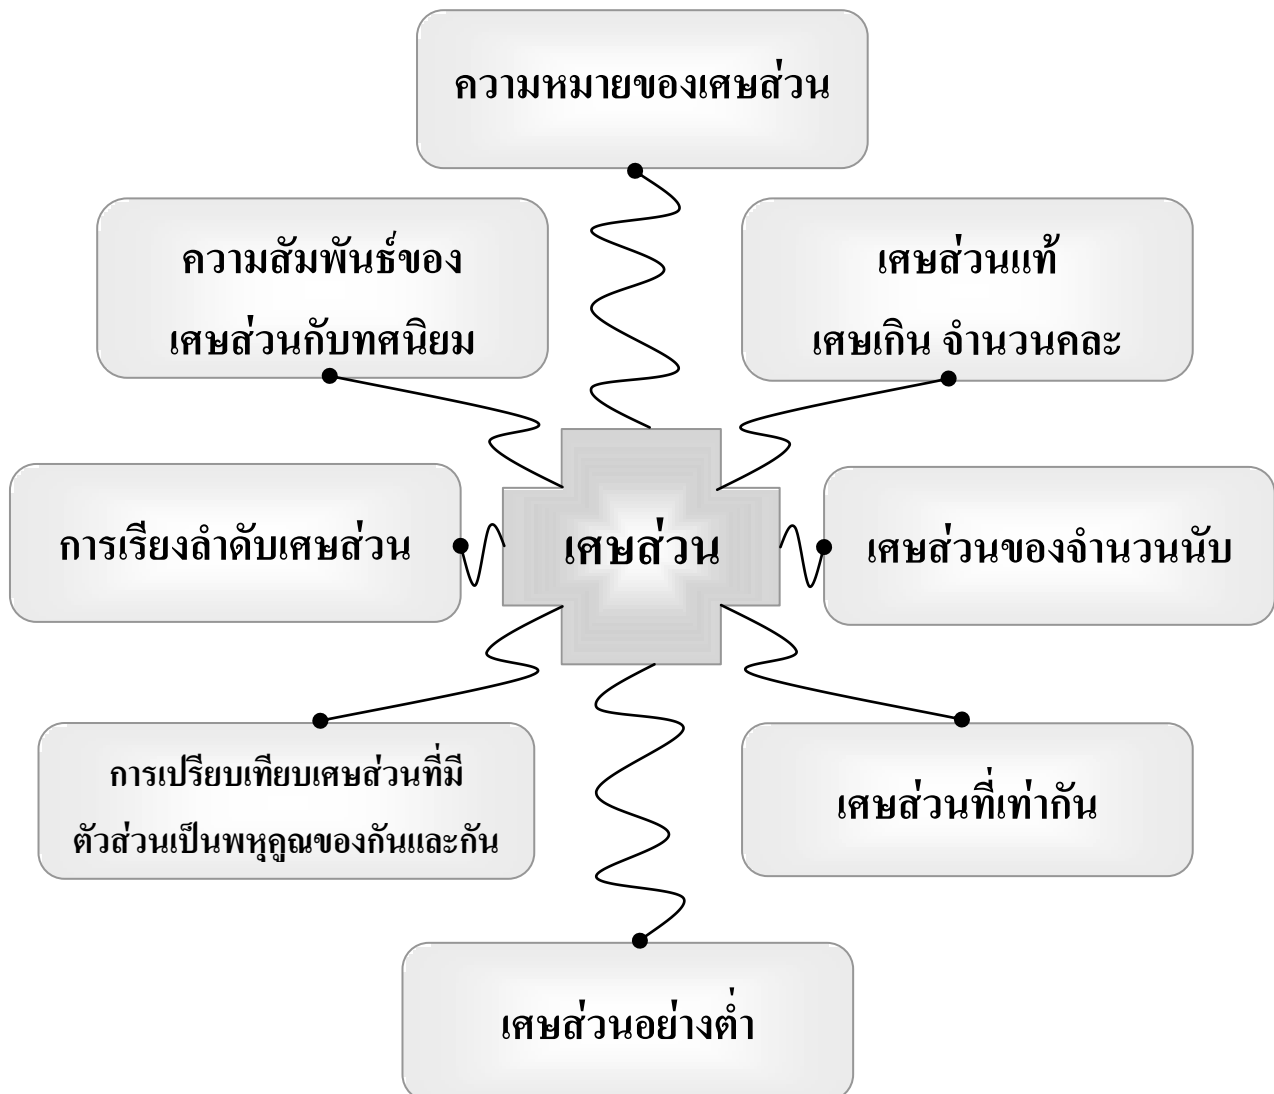 ความหมายของเศษส่วน
ความสัมพันธ์ของ
เศษส่วนกับทศนิยม
เศษส่วนแท้
เศษเกิน จำนวนคละ
การเรียงลำดับเศษส่วน
เศษส่วน
เศษส่วนของจำนวนนับ
การเปรียบเทียบเศษส่วนที่มี
ตัวส่วนเป็นพหุคูณของกันและกัน
เศษส่วนที่เท่ากัน
เศษส่วนอย่างต่ำ